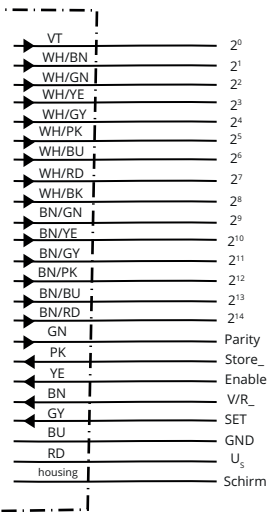 VT 2⁰
WH/BN 2¹
WH/GN 2²
WH/YE 2³
WH/GY 2⁴
WH/PK 2⁵
WH/BU 2⁶
WH/RD 2⁷
WH/BK 2⁸
BN/GN 2⁹
BN/YE 2¹⁰
BN/GY 2¹¹
BN/PK 2¹²
BN/BU 2¹³
BN/RD 2¹⁴
GN Parity
PK Store_
YE Enable
BN V/R_
GY SET
BU GND
RD Uₛ
housing Schirm